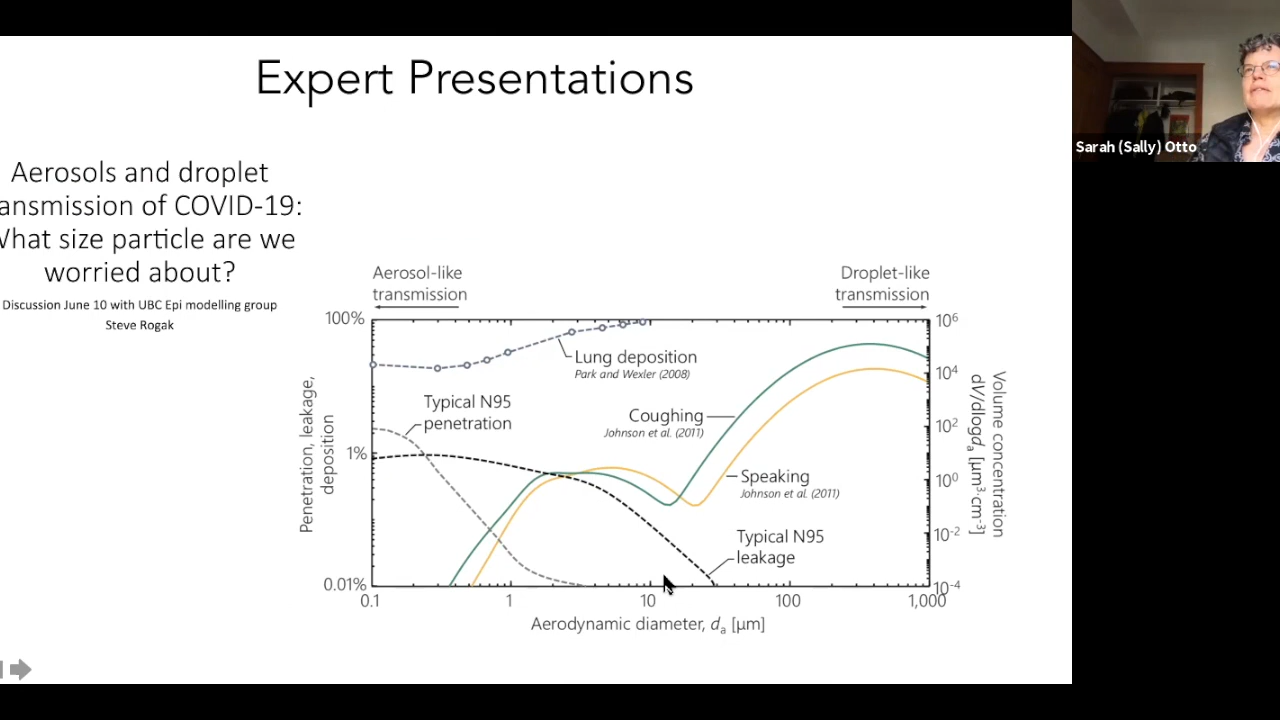 Expert Presentations
Sarah (Sally) Otto
Aerosols and droplet
ansmission of COVID-19:
What size particle are we
worried about?
Discussion June 10 with UBC Epi modelling group
Steve Rogak
Aerosol-like
transmission
Droplet-like
transmission
100%
1%
0.01%
Penetration, leakage,
deposition
Lung deposition
Park and Wexler (2008)
Typical N95
penetration
Coughing
Johnson et al. (2011)
Speaking
Johnson et al. (2011)
Typical N95
leakage
10⁶
10⁴
10²
10⁰
10⁻²
10⁻⁴
Volume concentration
dV/dlogdₐ [µm³·cm⁻³]
0.1
1
10
100
1,000
Aerodynamic diameter, dₐ [µm]